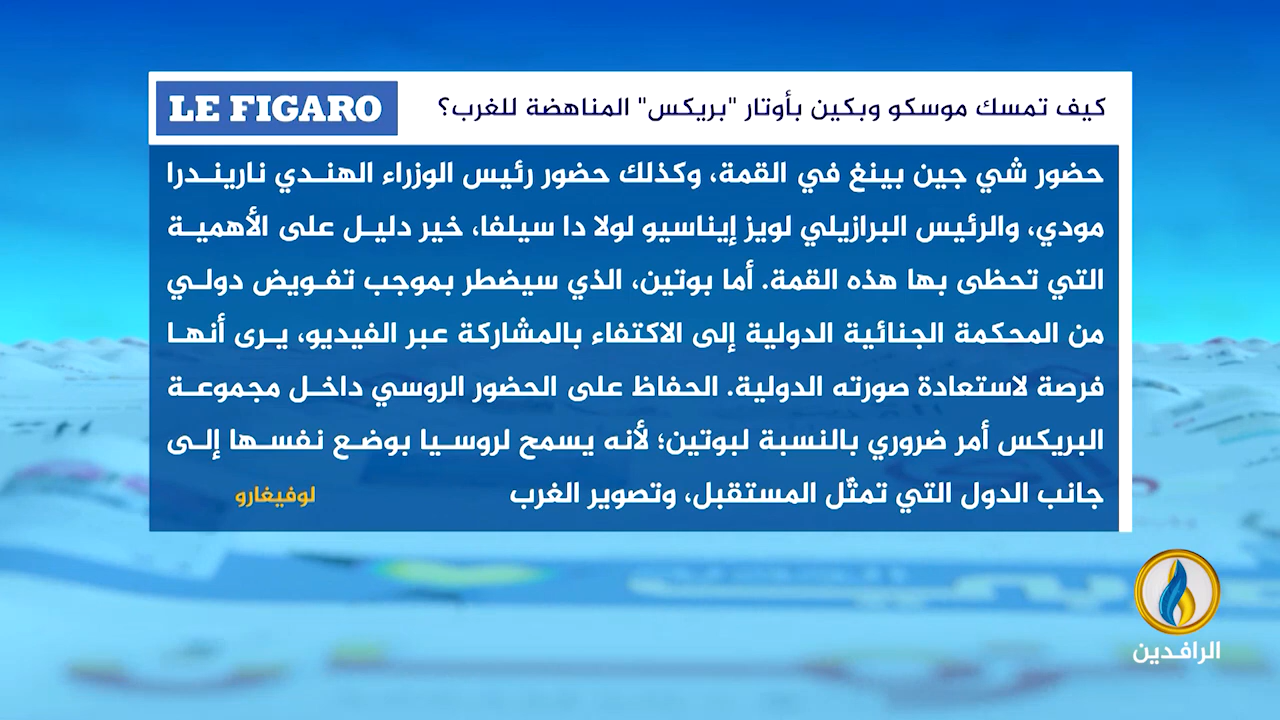 LE FIGARO
كيف تمسك موسكو وبكين بأوتار "بريكس" المناهضة للغرب؟
حضور شي جين بينغ في القمة، وكذلك حضور رئيس الوزراء الهندي ناريندرا
مودي، والرئيس البرازيلي لويز إيناسيو لولا دا سيلفا، خير دليل على الأهمية
التي تحظى بها هذه القمة. أما بوتين، الذي سيضطر بموجب تفويض دولي
من المحكمة الجنائية الدولية إلى الاكتفاء بالمشاركة عبر الفيديو، يرى أنها
فرصة لاستعادة صورته الدولية. الحفاظ على الحضور الروسي داخل مجموعة
البريكس أمر ضروري بالنسبة لبوتين؛ لأنه يسمح لروسيا بوضع نفسها إلى
جانب الدول التي تمثّل المستقبل، وتصوير الغرب
لوفيغارو
الرافدين